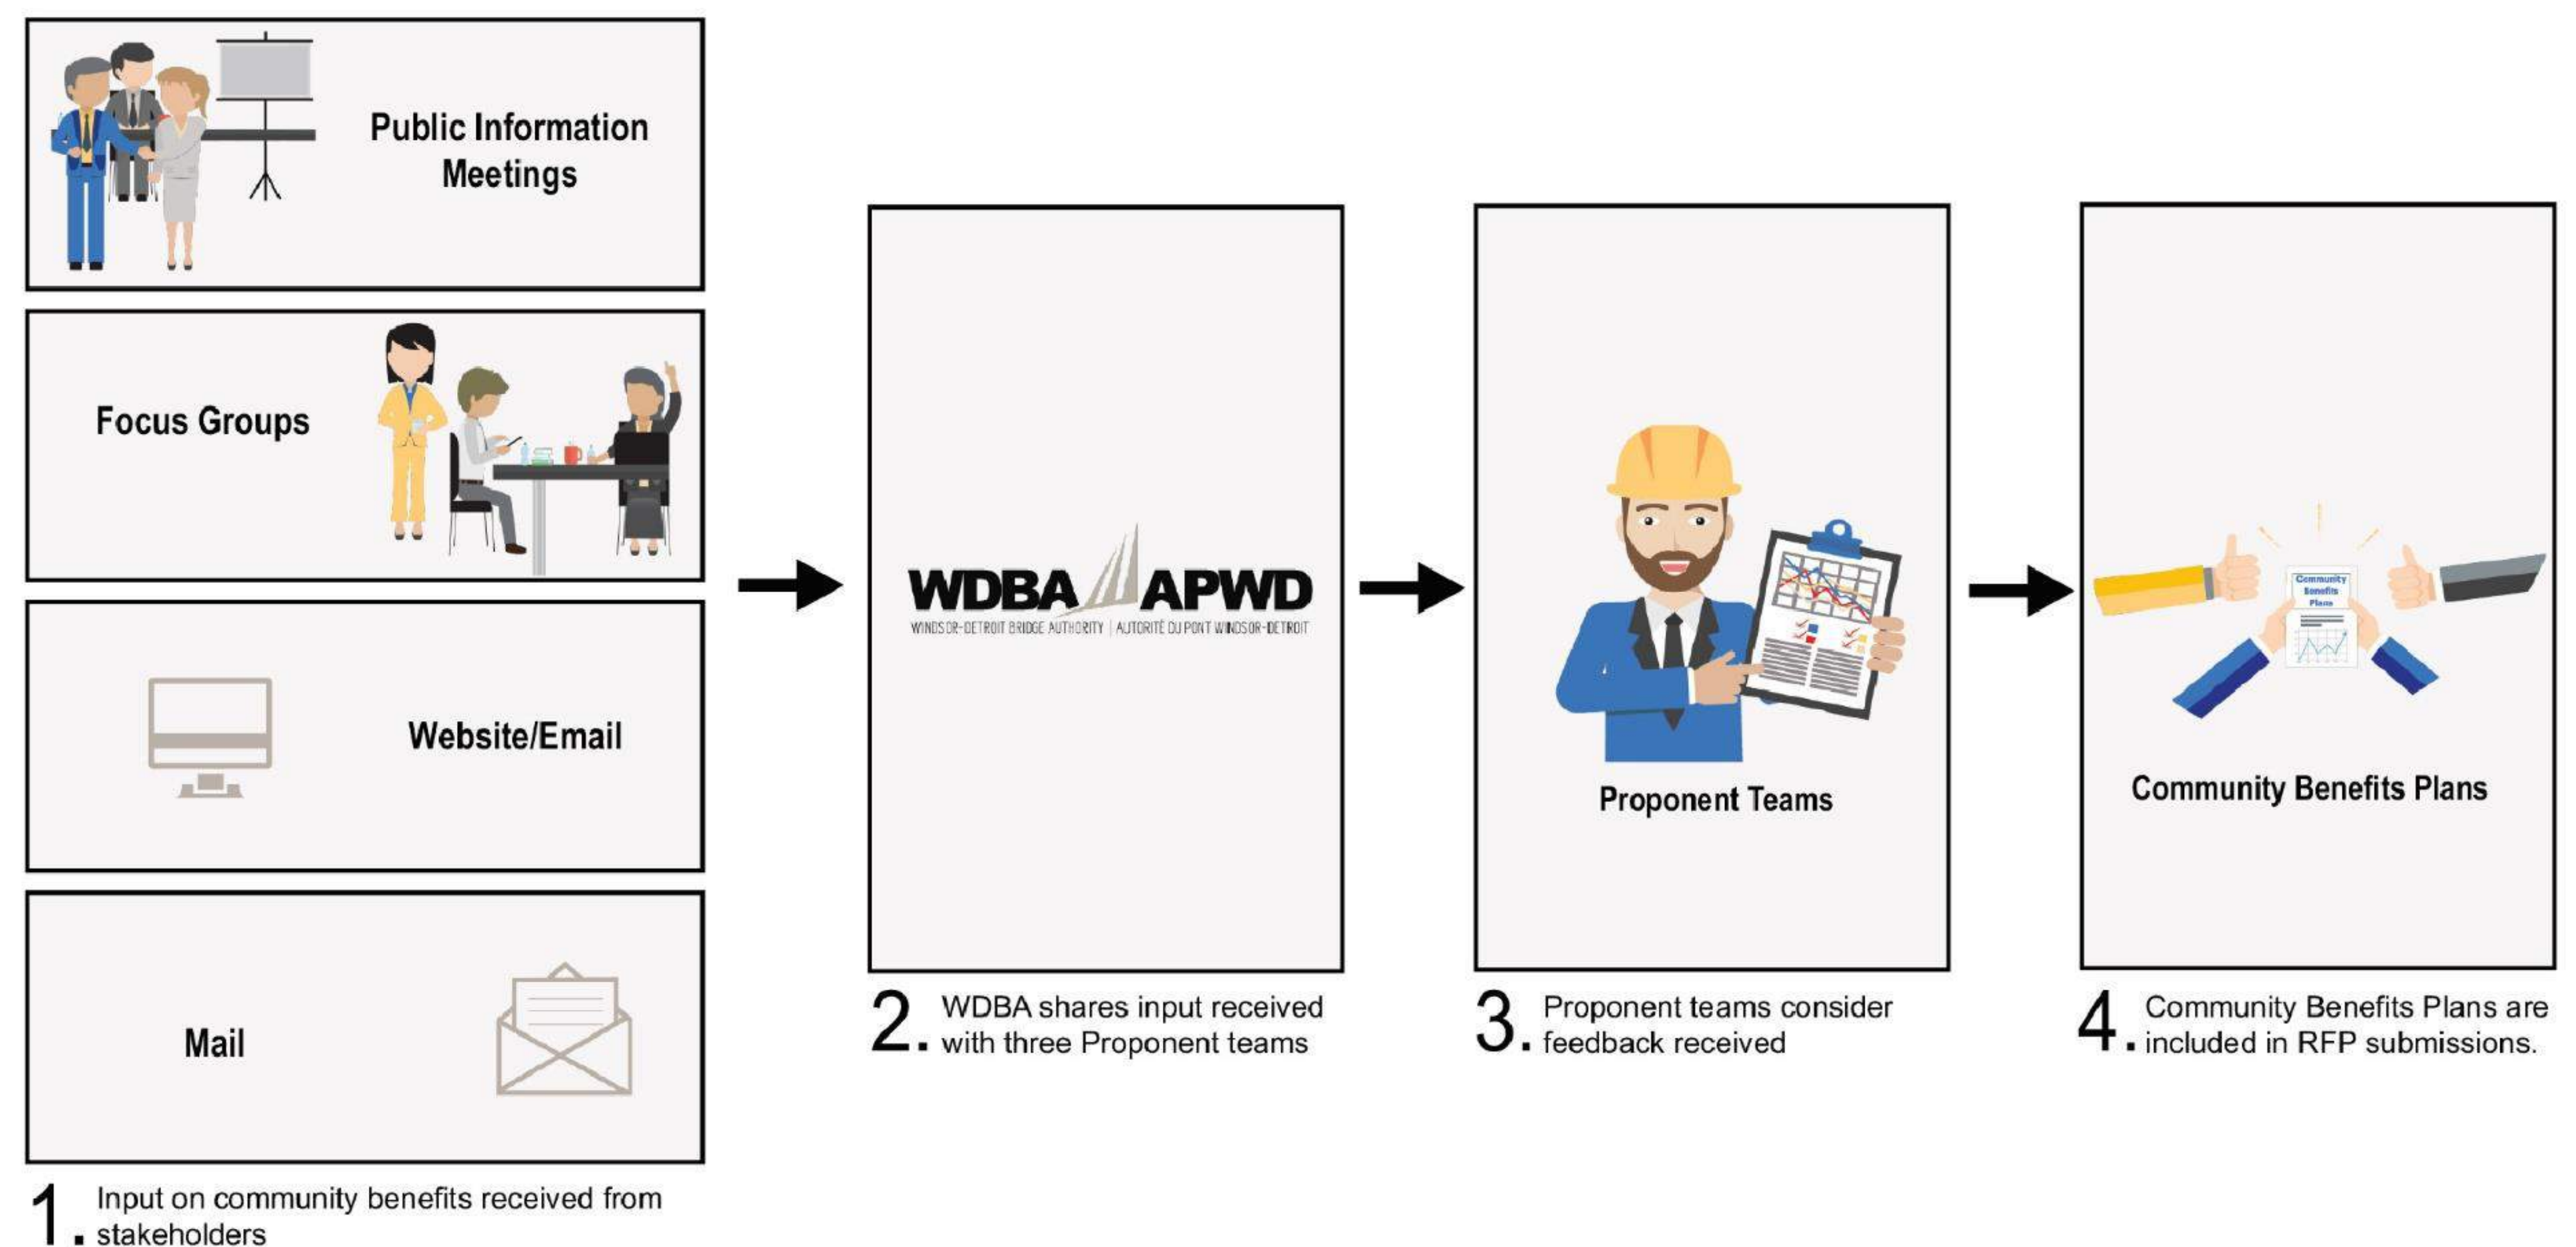 Public Information
Meetings
Focus Groups
Website/Email
Mail
1. Input on community benefits received from
stakeholders
WDBA APWD
WINDSOR-DETROIT BRIDGE AUTHORITY | AUTORITÉ DU PONT WINDSOR-DETROIT
2. WDBA shares input received
with three Proponent teams
Proponent Teams
3. Proponent teams consider
feedback received
Community
Benefits
Plans
Community Benefits Plans
4. Community Benefits Plans are
included in RFP submissions.